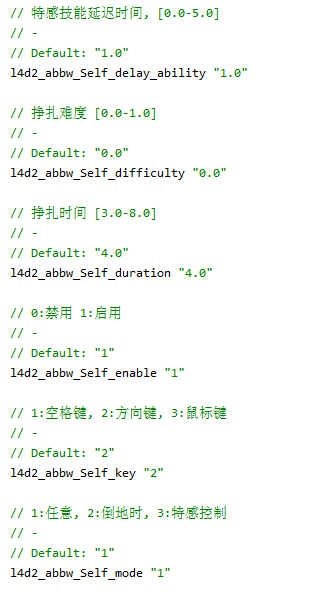 // 特感技能延迟时间, [0.0-5.0]
// -
// Default: "1.0"
l4d2_abbw_Self_delay_ability "1.0"
// 挣扎难度 [0.0-1.0]
// -
// Default: "0.0"
l4d2_abbw_Self_difficulty "0.0"
// 挣扎时间 [3.0-8.0]
// -
// Default: "4.0"
l4d2_abbw_Self_duration "4.0"
// 0:禁用 1:启用
// -
// Default: "1"
l4d2_abbw_Self_enable "1"
// 1:空格键, 2:方向键, 3:鼠标键
// -
// Default: "2"
l4d2_abbw_Self_key "2"
// 1:任意, 2:倒地时, 3:特感控制
// -
// Default: "1"
l4d2_abbw_Self_mode "1"